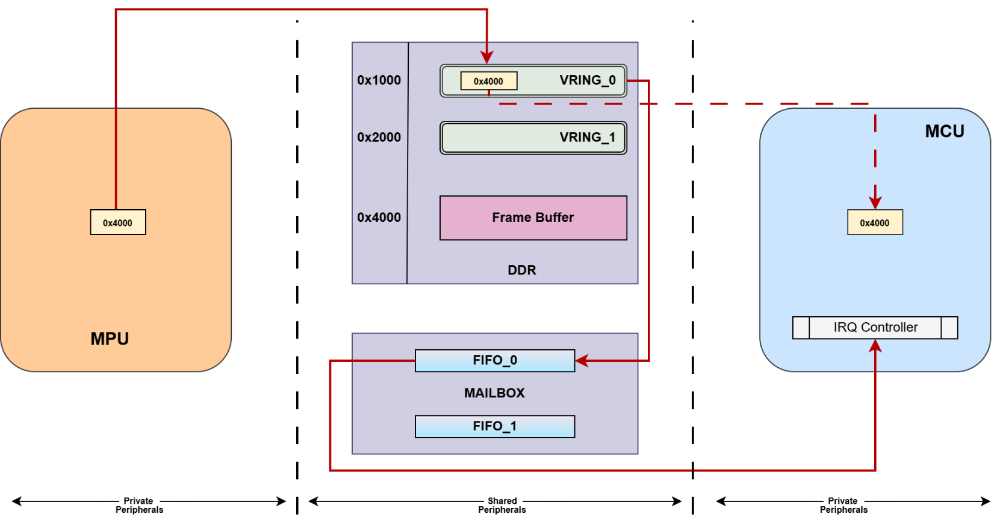 0x1000
0x4000
VRING_0
MCU
0x2000
VRING_1
0x4000
Frame Buffer
0x4000
0x4000
DDR
MPU
IRQ Controller
FIFO_0
MAILBOX
FIFO_1
Private
Peripherals
Shared
Peripherals
Private
Peripherals